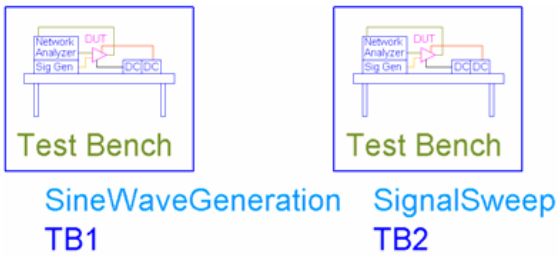 Network
Analyzer
DUT
Sig Gen
DC DC
Test Bench
SineWaveGeneration
TB1
Network
Analyzer
DUT
Sig Gen
DC DC
Test Bench
SignalSweep
TB2